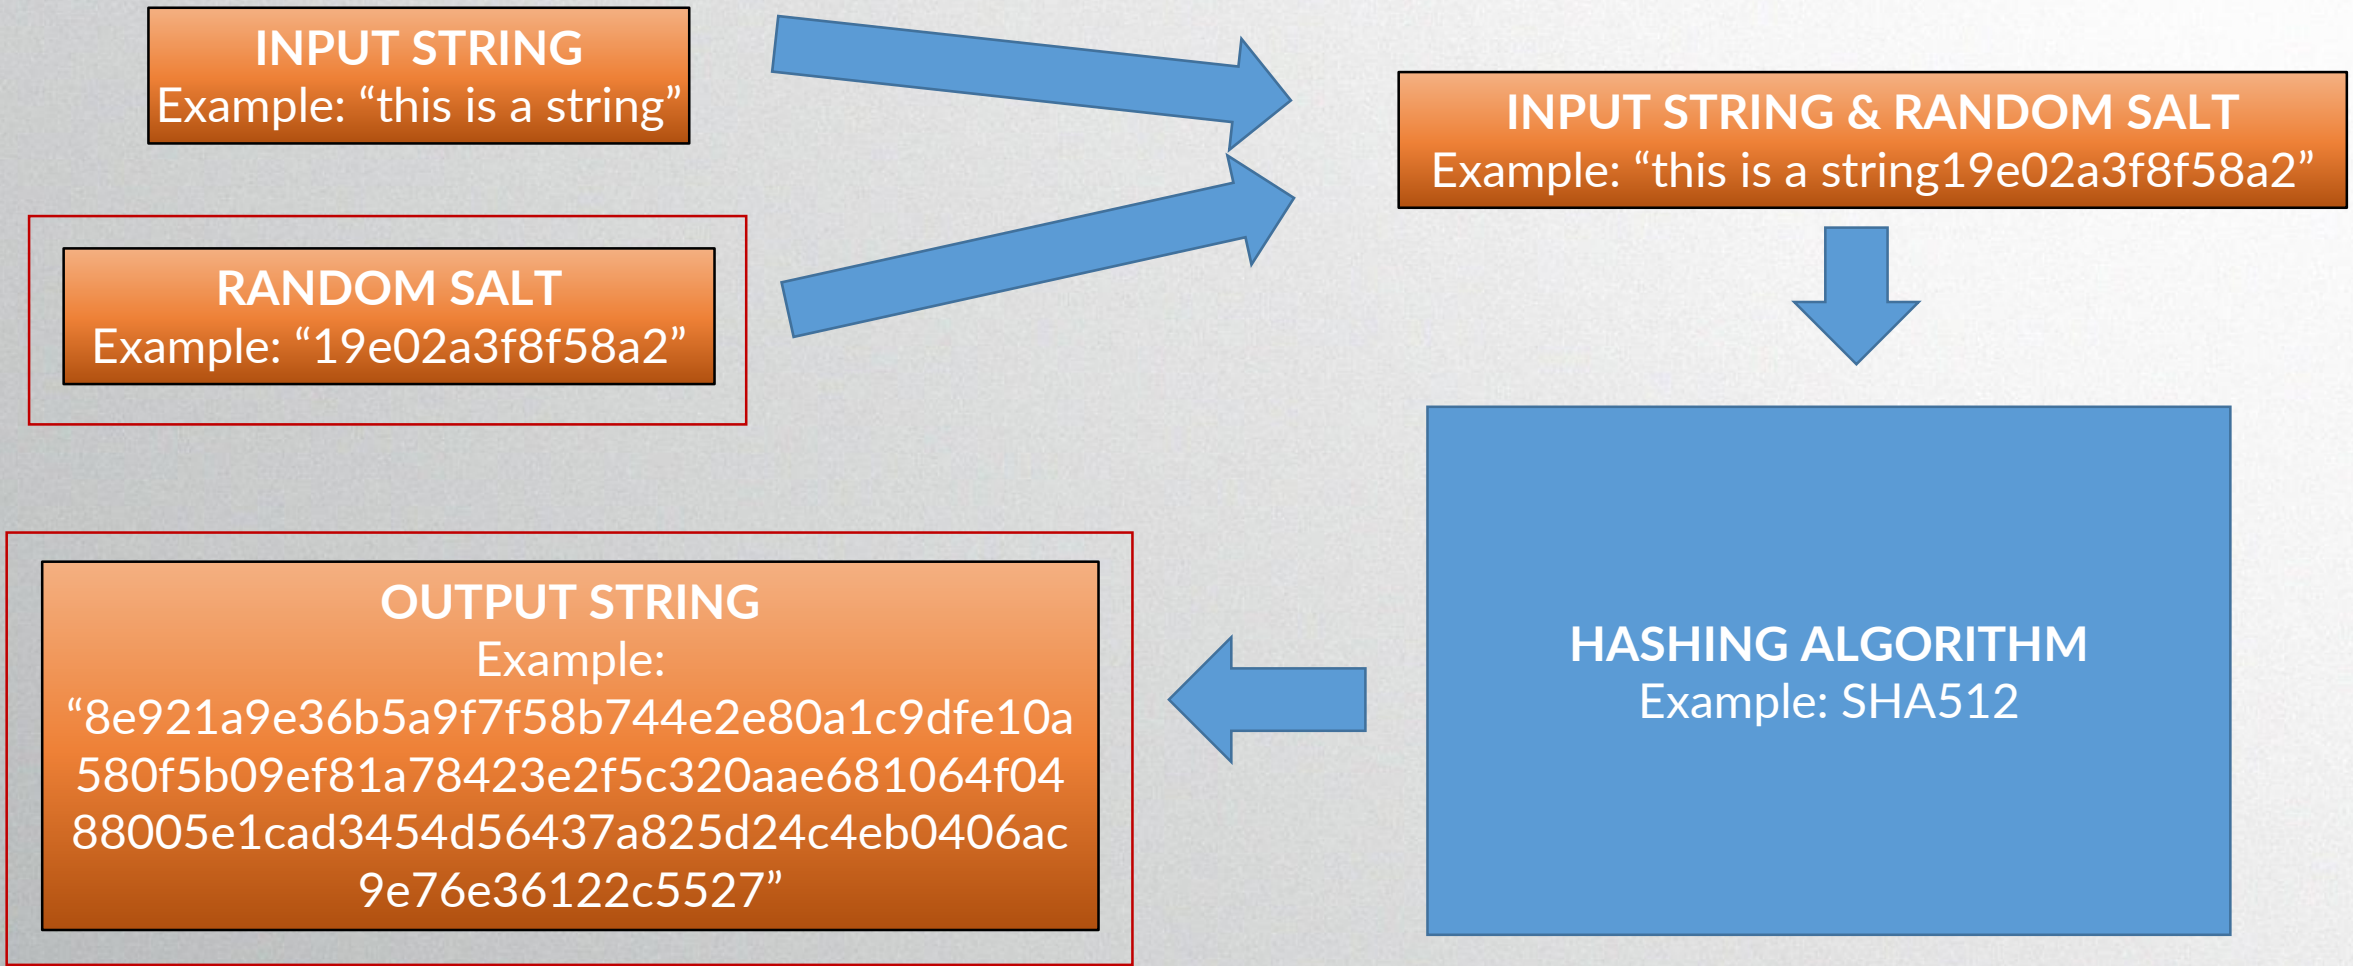 INPUT STRING
Example: “this is a string”
INPUT STRING & RANDOM SALT
Example: “this is a string19e02a3f8f58a2”
RANDOM SALT
Example: “19e02a3f8f58a2”
HASHING ALGORITHM
Example: SHA512
OUTPUT STRING
Example:
“8e921a9e36b5a9f7f58b744e2e80a1c9dfe10a
580f5b09ef81a78423e2f5c320aae681064f04
88005e1cad3454d56437a825d24c4eb0406ac
9e76e36122c5527”